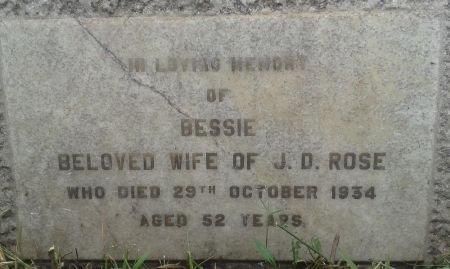 IN LOVING MEMORY
OF
BESSIE
BELOVED WIFE OF J. D. ROSE
WHO DIED 29TH OCTOBER 1934
AGED 52 YEARS.